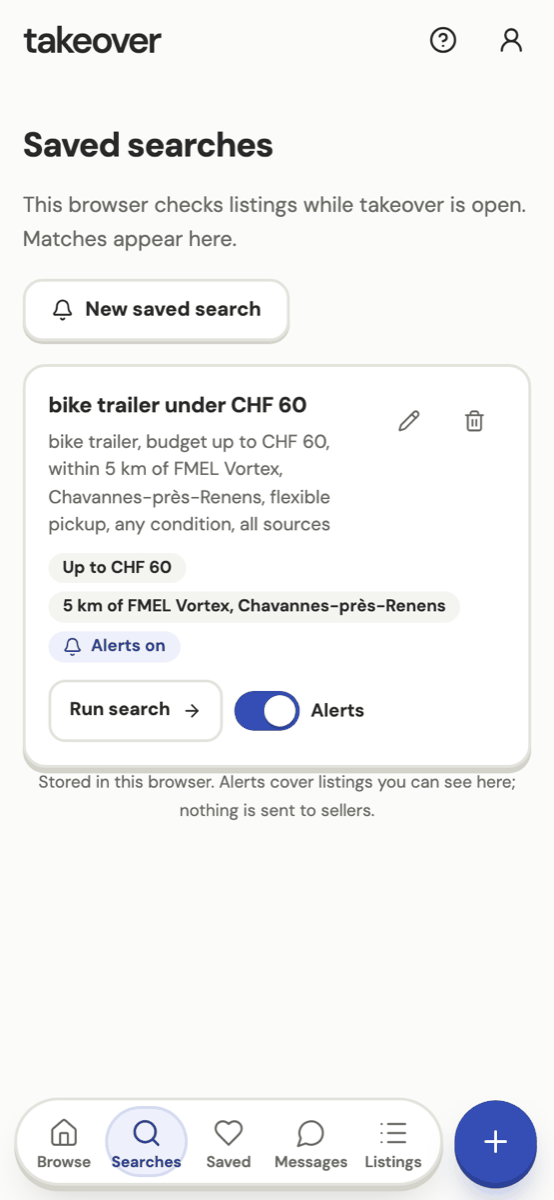 takeover
Saved searches
This browser checks listings while takeover is open.
Matches appear here.
New saved search
bike trailer under CHF 60
bike trailer, budget up to CHF 60,
within 5 km of FMEL Vortex,
Chavannes-près-Renens, flexible
pickup, any condition, all sources
Up to CHF 60
5 km of FMEL Vortex, Chavannes-près-Renens
Alerts on
Run search →
Alerts
Stored in this browser. Alerts cover listings you can see here;
nothing is sent to sellers.
Browse Searches Saved Messages Listings